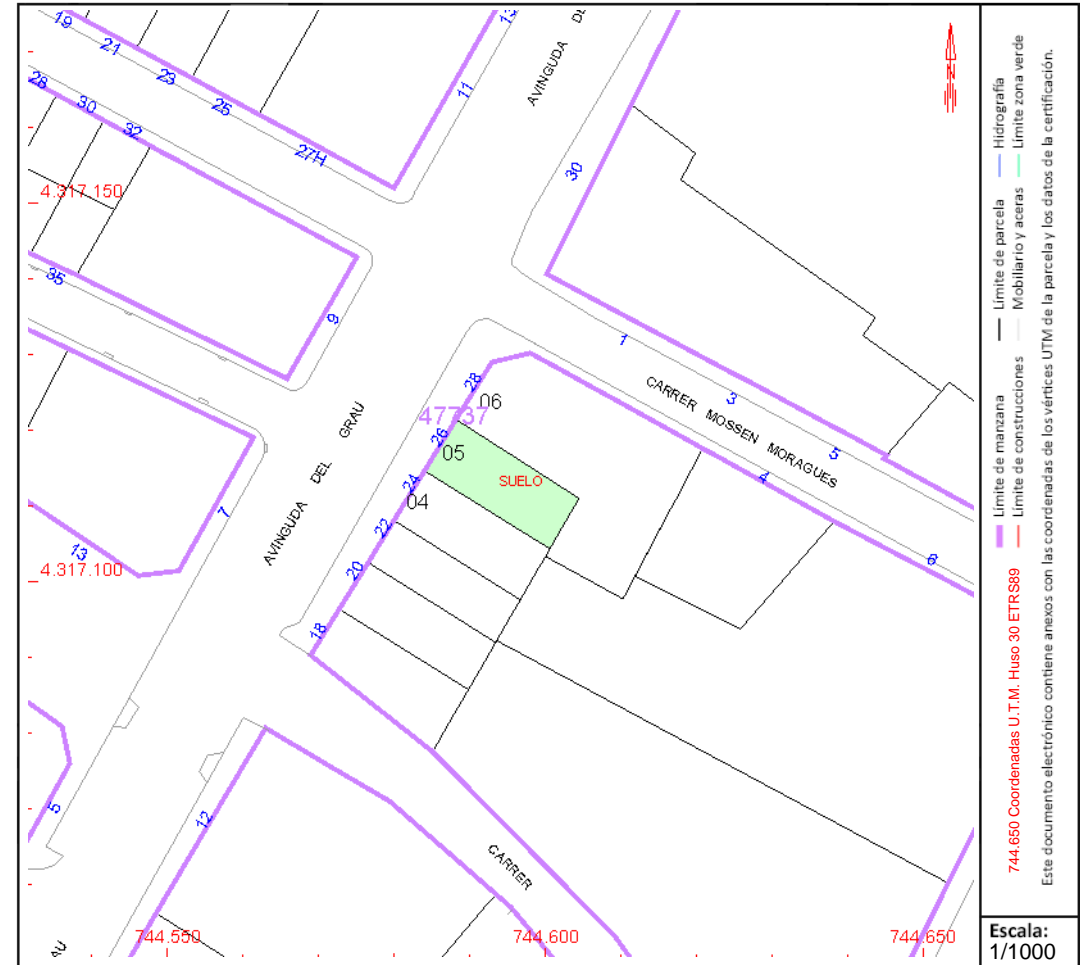 19
21
23
25
27H
28
30
32
11
AVINGUDA
30
4.317.150
35
9
1
3
5
CARRER MOSSEN MORAGUES
4
6
28
06
47737
26
05
SUELO
24
04
22
20
18
AVINGUDA DEL GRAU
7
13
4.317.100
5
12
CARRER
744.550
744.600
744.650
N
Hidrografía
Límite zona verde
Límite de parcela
Mobiliario y aceras
Límite de manzana
Límite de construcciones
744.650 Coordenadas U.T.M. Huso 30 ETRS89
Este documento electrónico contiene anexos con las coordenadas de los vértices UTM de la parcela y los datos de la certificación.
Escala:
1/1000